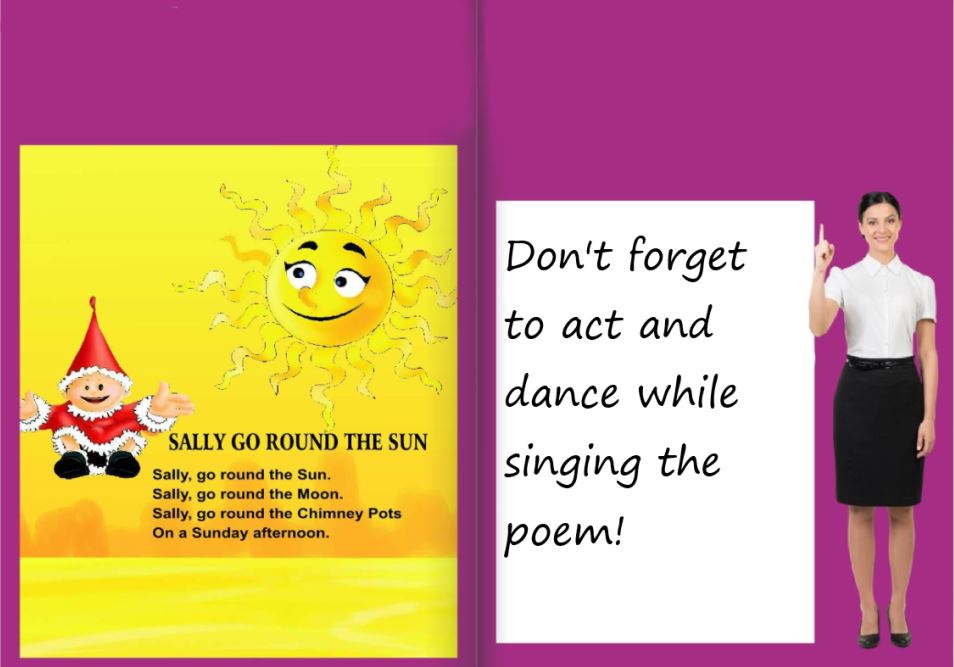 SALLY GO ROUND THE SUN
Sally, go round the Sun.
Sally, go round the Moon.
Sally, go round the Chimney Pots
On a Sunday afternoon.
Don't forget
to act and
dance while
singing the
poem!